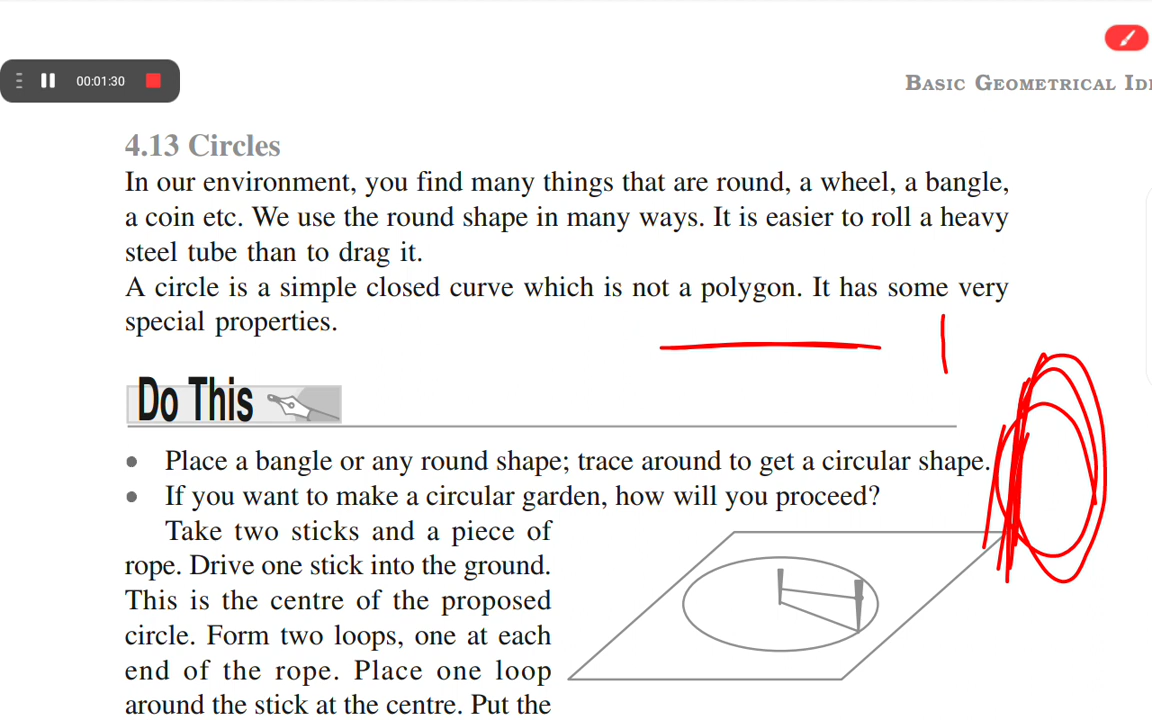 00:01:30
BASIC GEOMETRICAL
4.13 Circles
In our environment, you find many things that are round, a wheel, a bangle,
a coin etc. We use the round shape in many ways. It is easier to roll a heavy
steel tube than to drag it.
A circle is a simple closed curve which is not a polygon. It has some very
special properties.
Do This
• Place a bangle or any round shape; trace around to get a circular shape.
• If you want to make a circular garden, how will you proceed?
Take two sticks and a piece of
rope. Drive one stick into the ground.
This is the centre of the proposed
circle. Form two loops, one at each
end of the rope. Place one loop
around the stick at the centre. Put the